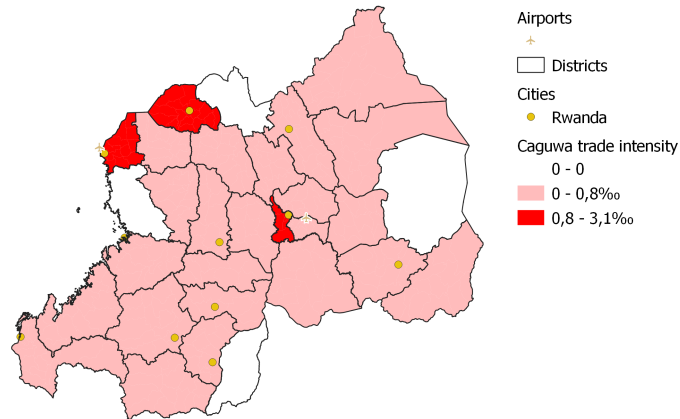 Airports
Districts
Cities
Rwanda
Caguwa trade intensity
0 - 0
0 - 0,8‰
0,8 - 3,1‰